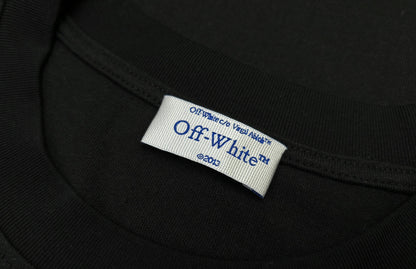 Off-White c/o Virgil Abloh™
Off-White™
©2013